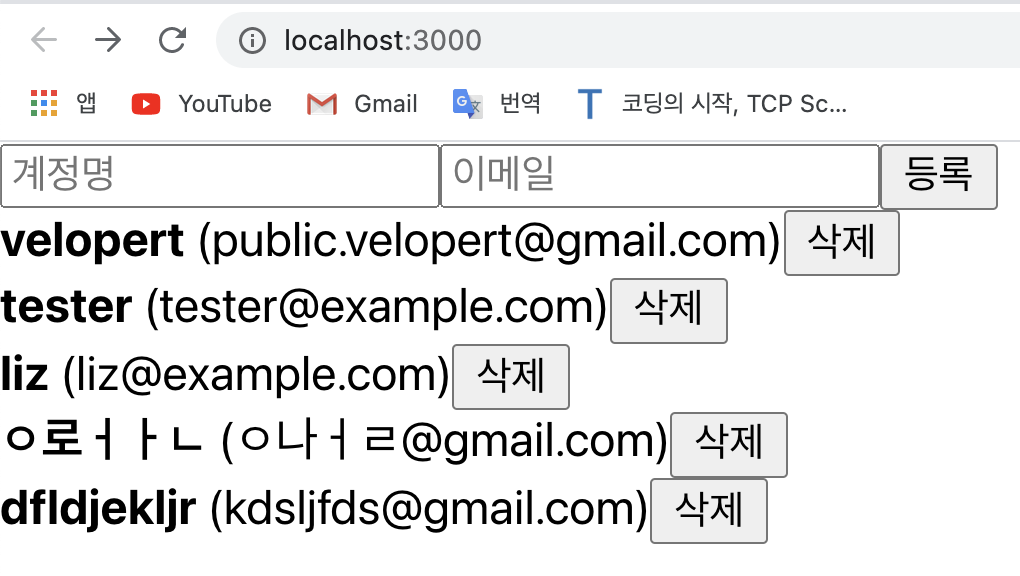 localhost:3000
앱 YouTube Gmail 번역 코딩의 시작, TCP Sc...
계정명 이메일 등록
velopert (public.velopert@gmail.com) 삭제
tester (tester@example.com) 삭제
liz (liz@example.com) 삭제
ㅇ로ㅓㅏㄴ (ㅇ나ㅓㄹ@gmail.com) 삭제
dfldjekljr (kdsljfds@gmail.com) 삭제